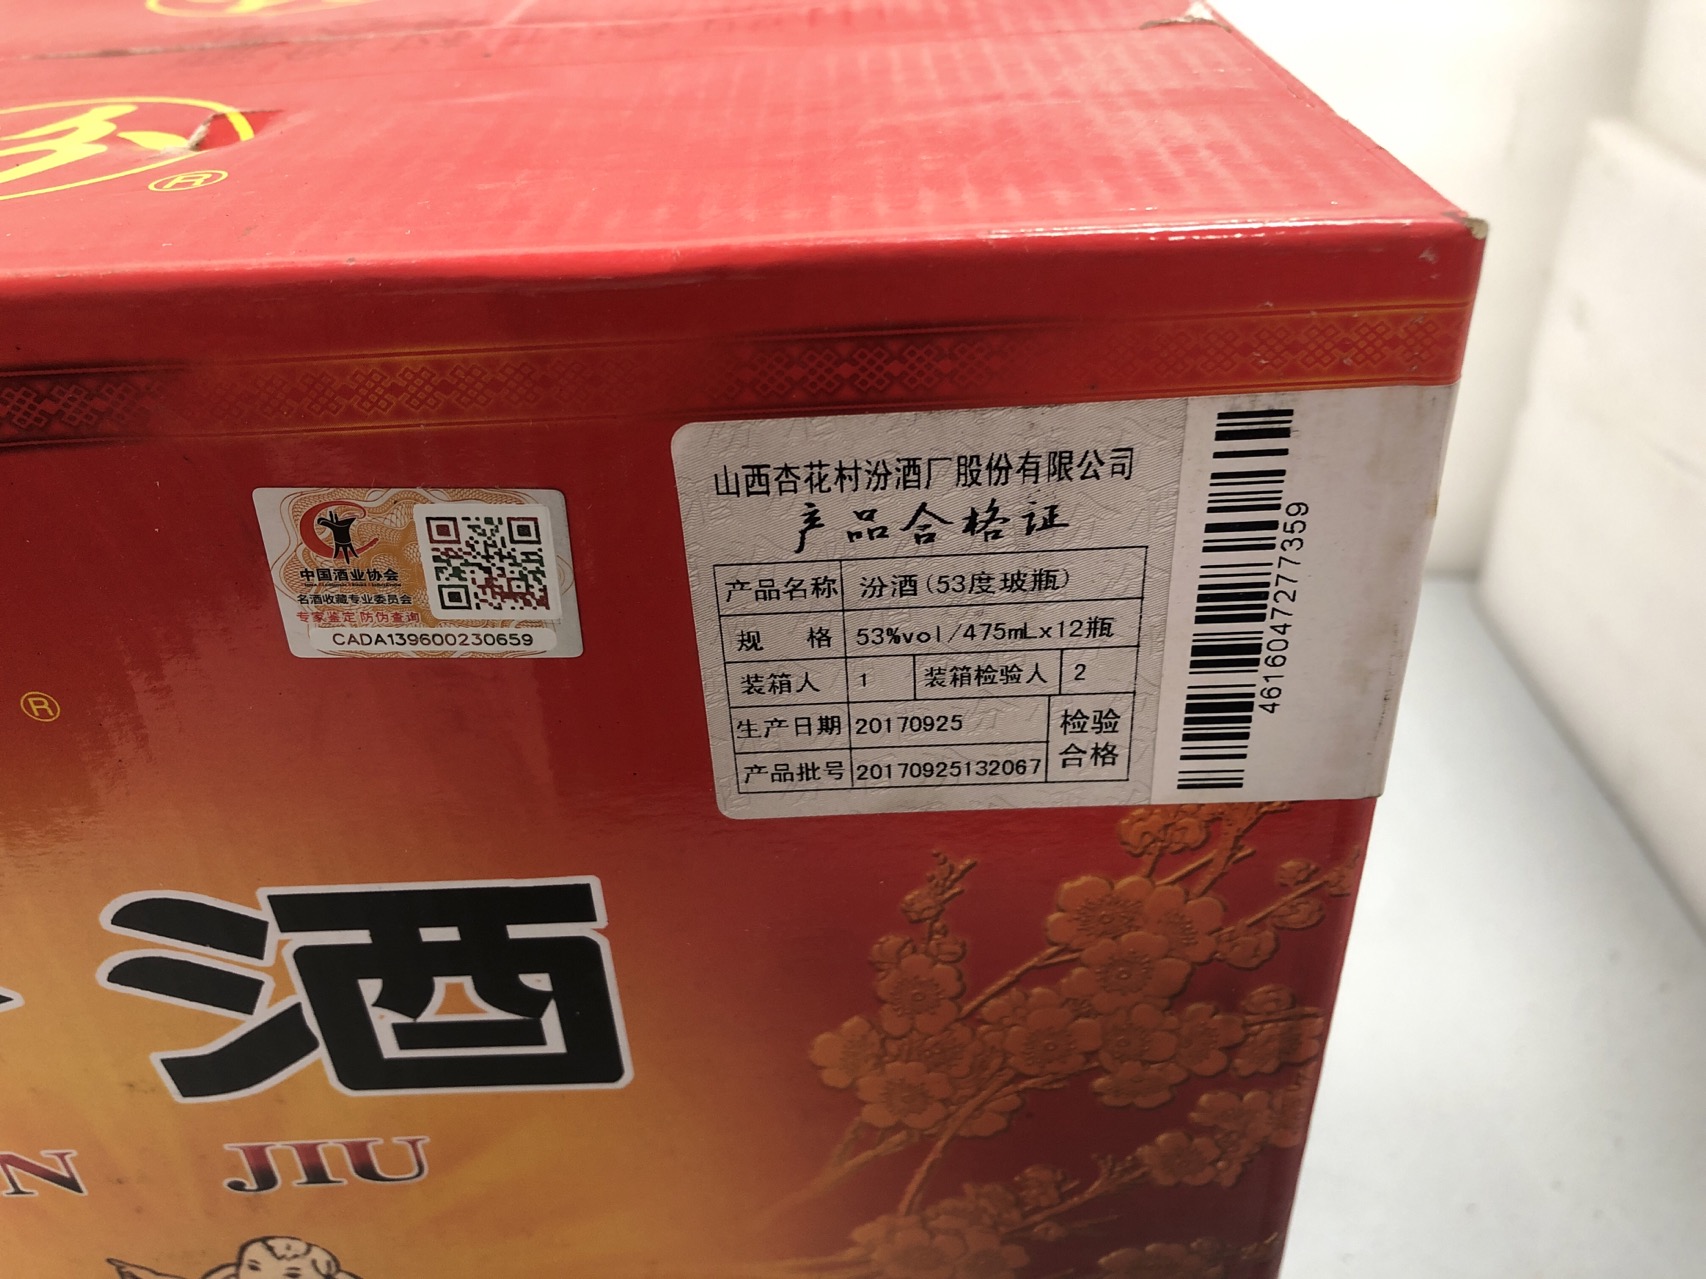 ®
中国酒业协会
名酒收藏专业委员会
专家鉴定 防伪查询
CADA139600230659
山西杏花村汾酒厂股份有限公司
产品合格证
产品名称 汾酒(53度玻瓶)
规 格 53%vol/475mLx12瓶
装箱人 1 装箱检验人 2
生产日期 20170925 检验
产品批号 20170925132067 合格
4616047277359
®
酒
N JIU